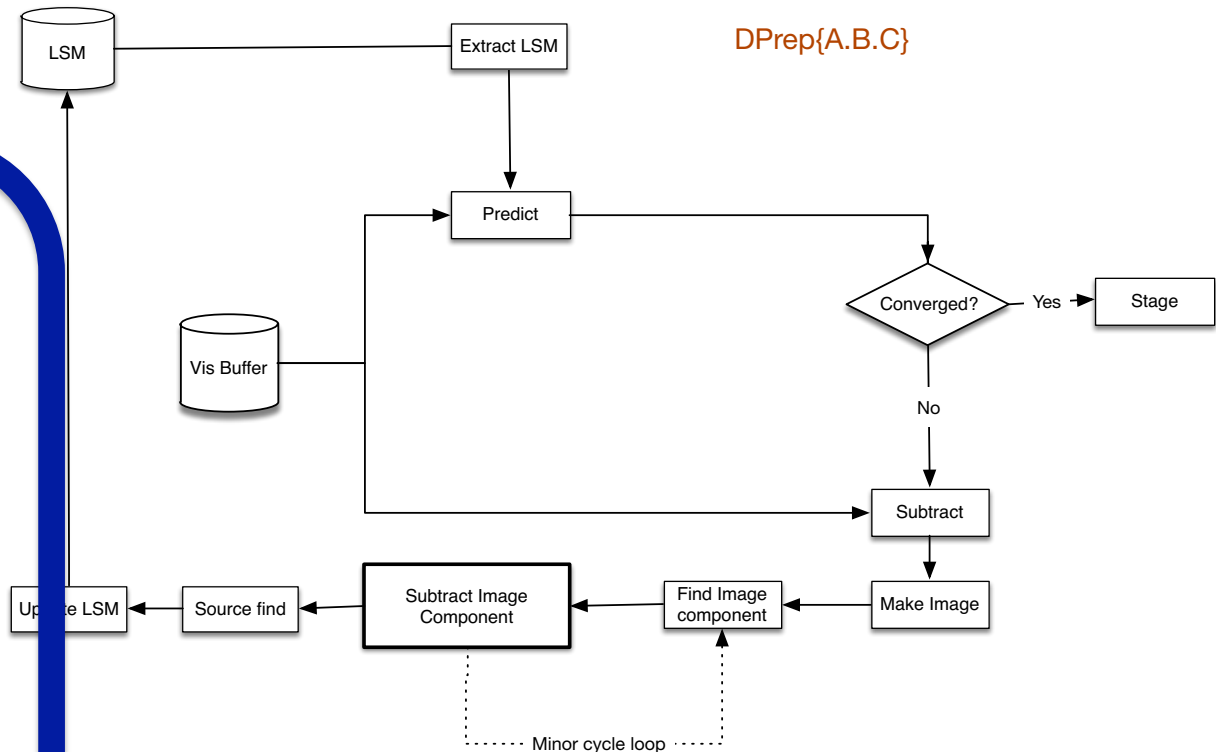 DPrep{A.B.C}
LSM
Extract LSM
Predict
Converged?
Yes
Stage
Vis Buffer
No
Subtract
Make Image
Find Image
component
Subtract Image
Component
Source find
LSM
Minor cycle loop